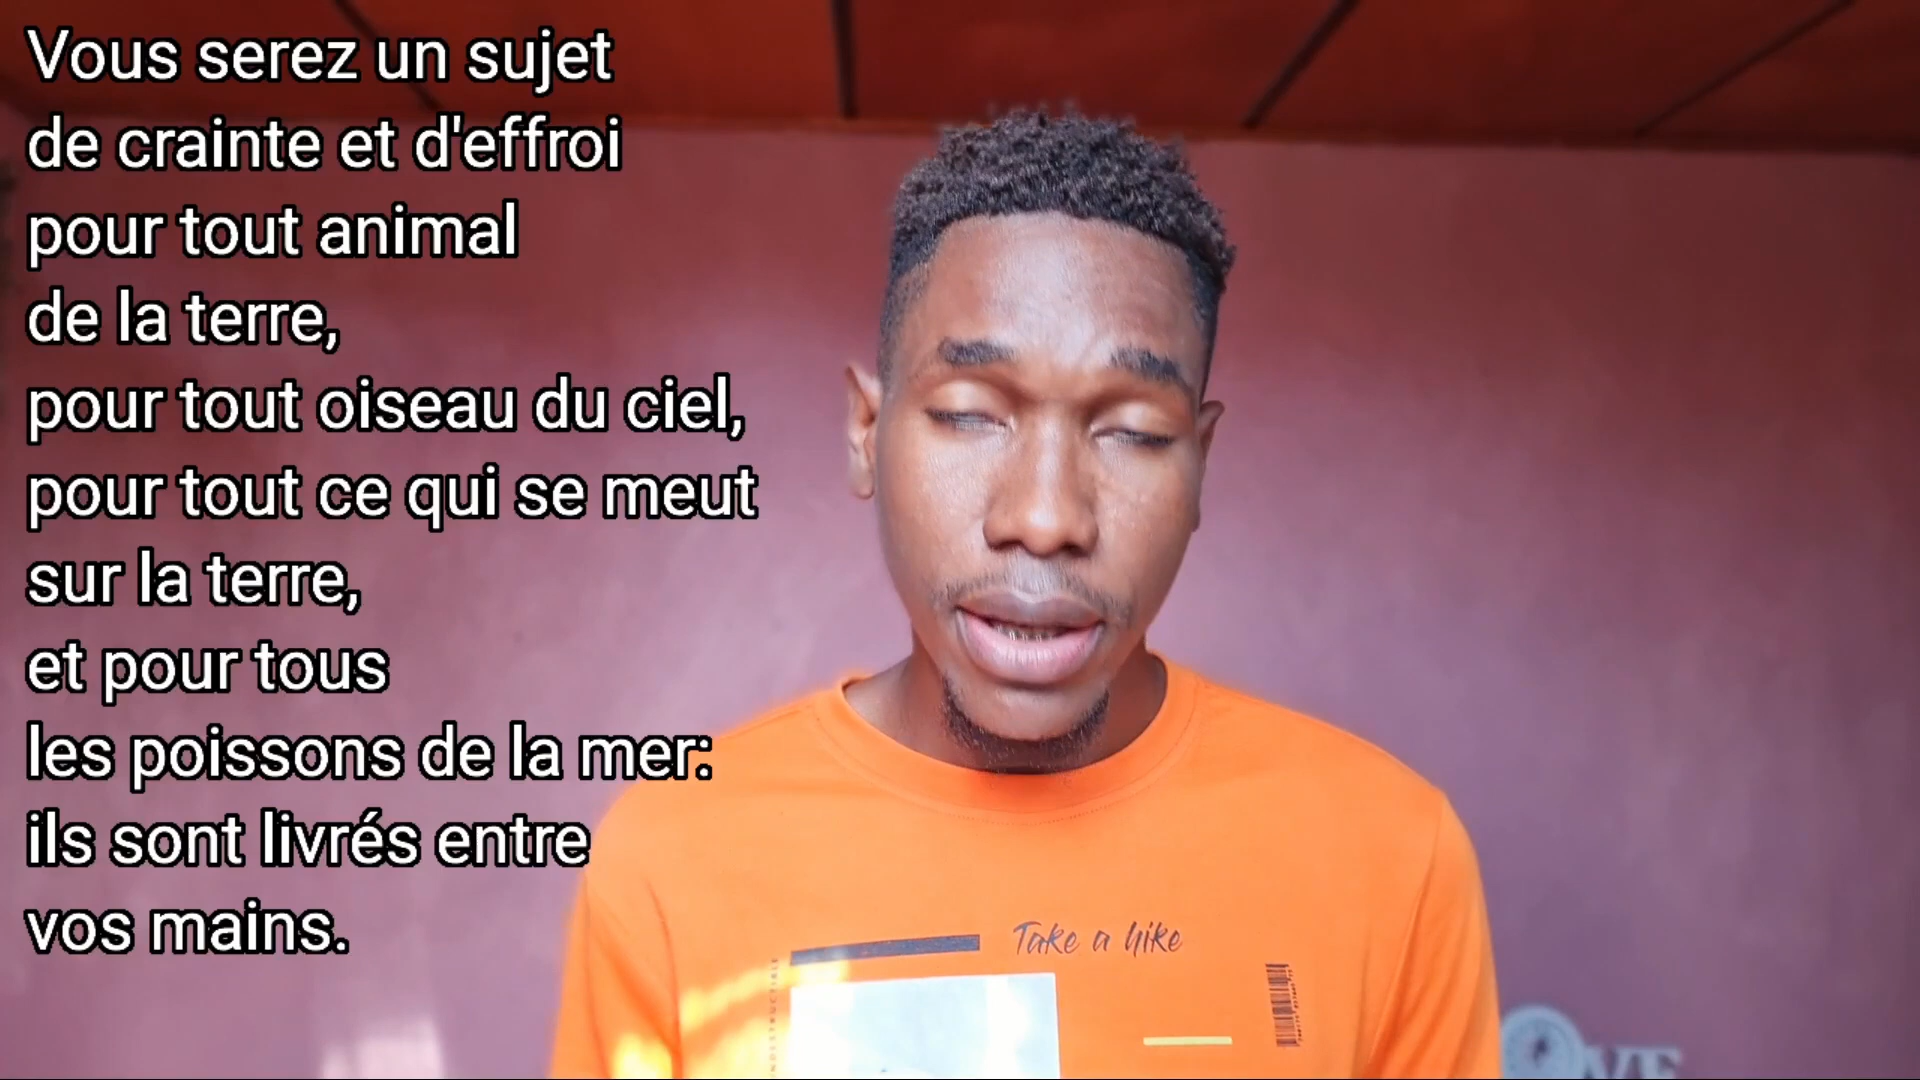 Vous serez un sujet
de crainte et d'effroi
pour tout animal
de la terre,
pour tout oiseau du ciel,
pour tout ce qui se meut
sur la terre,
et pour tous
les poissons de la mer:
ils sont livrés entre
vos mains.
Take a hike